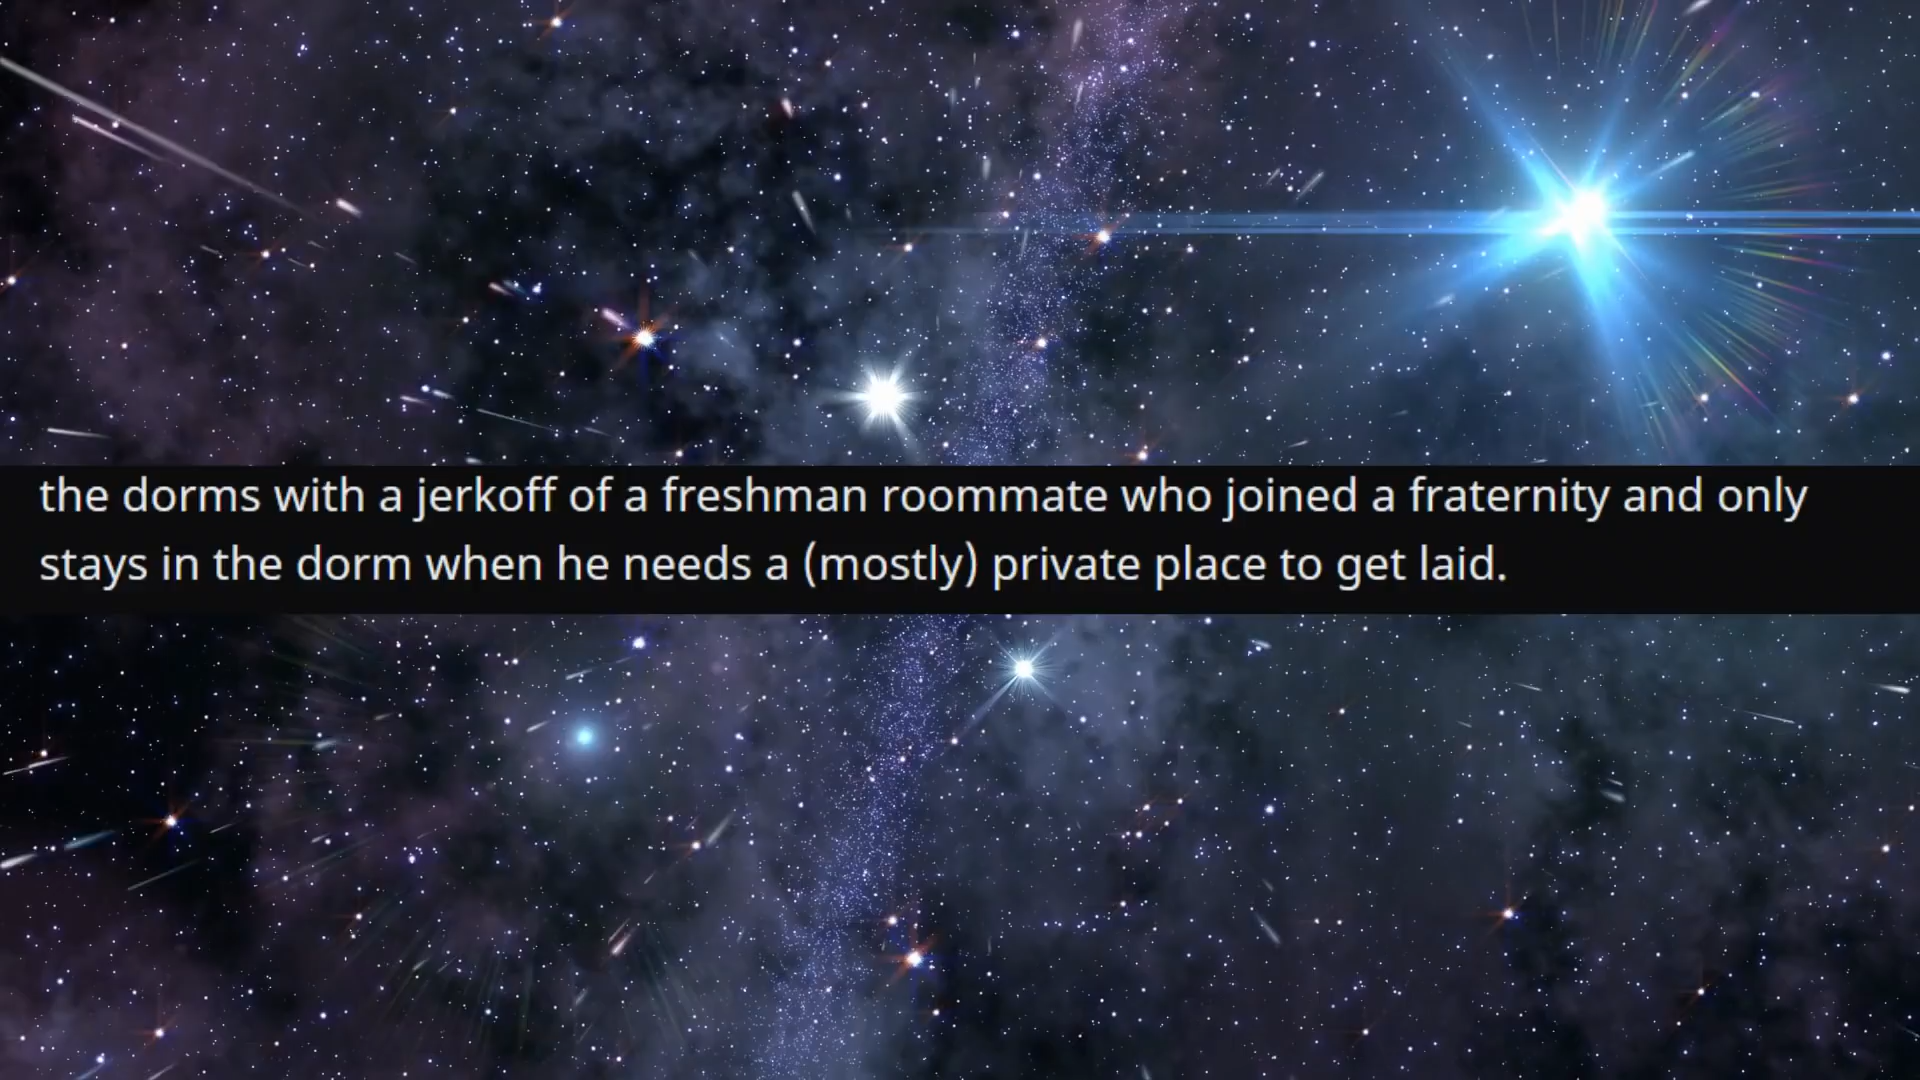 the dorms with a jerkoff of a freshman roommate who joined a fraternity and only
stays in the dorm when he needs a (mostly) private place to get laid.